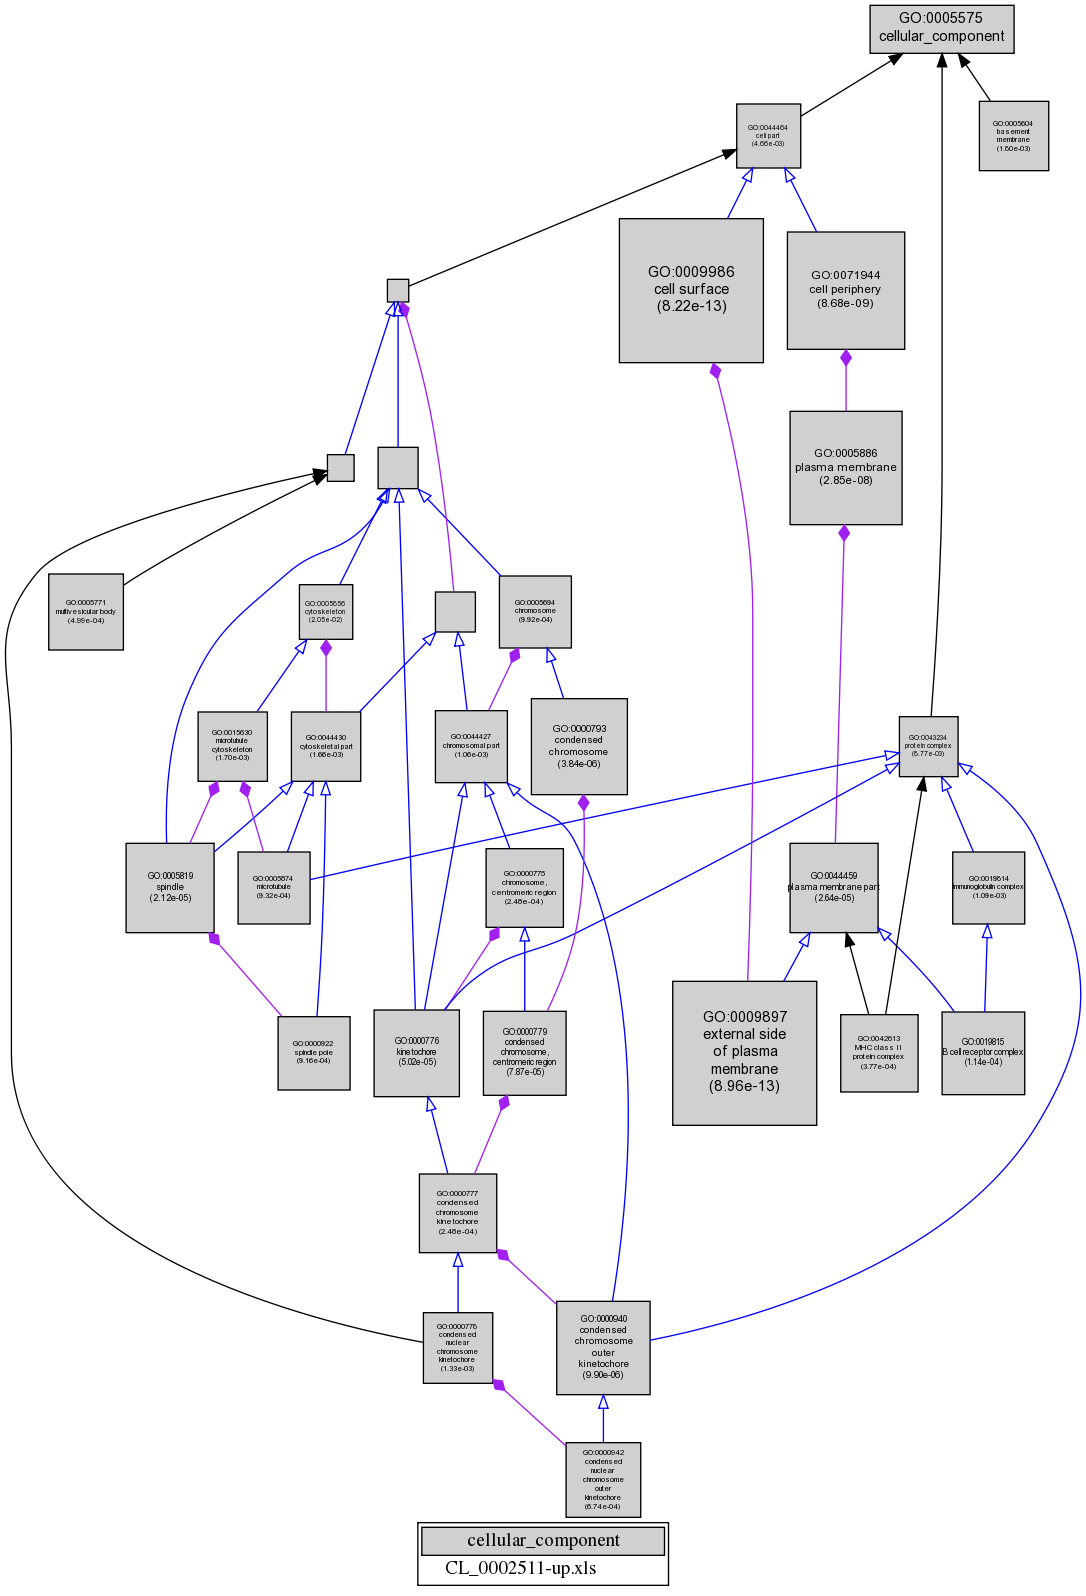 GO:0005575
cellular_component
GO:0044464
cell part
(4.66e-03)
GO:0005604
basement
membrane
(1.60e-03)
GO:0009986
cell surface
(8.22e-13)
GO:0071944
cell periphery
(8.68e-09)
GO:0005886
plasma membrane
(2.85e-08)
GO:0005771
multivesicular body
(4.99e-04)
GO:0005856
cytoskeleton
(2.05e-02)
GO:0005694
chromosome
(9.92e-04)
GO:0015630
microtubule
cytoskeleton
(1.70e-03)
GO:0044430
cytoskeletal part
(1.66e-03)
GO:0044427
chromosomal part
(1.06e-03)
GO:0000793
condensed
chromosome
(3.84e-06)
GO:0043234
protein complex
(6.77e-03)
GO:0005819
spindle
(2.12e-05)
GO:0005874
microtubule
(9.32e-04)
GO:0000775
chromosome,
centromeric region
(2.48e-04)
GO:0044459
plasma membrane part
(2.64e-05)
GO:0019814
immunoglobulin complex
(1.09e-03)
GO:0000922
spindle pole
(9.16e-04)
GO:0000776
kinetochore
(5.02e-05)
GO:0000779
condensed
chromosome,
centromeric region
(7.87e-05)
GO:0009897
external side
of plasma
membrane
(8.96e-13)
GO:0042613
MHC class II
protein complex
(3.77e-04)
GO:0019815
B cell receptor complex
(1.14e-04)
GO:0000777
condensed
chromosome
kinetochore
(2.48e-04)
GO:0000778
condensed
nuclear
chromosome
kinetochore
(1.33e-03)
GO:0000940
condensed
chromosome
outer
kinetochore
(9.90e-06)
GO:0000942
condensed
nuclear
chromosome
outer
kinetochore
(6.74e-04)
cellular_component
CL_0002511-up.xls